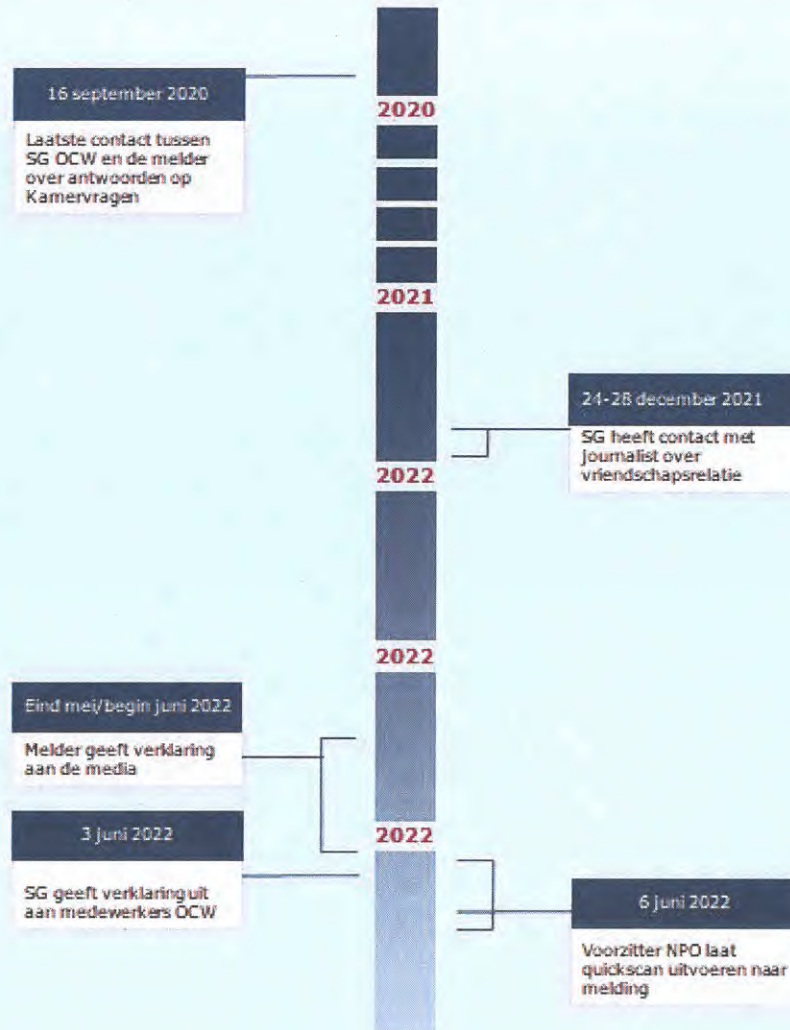 16 september 2020
Laatste contact tussen
SG OCW en de melder
over antwoorden op
Kamervragen
2020
2021
24-28 december 2021
SG heeft contact met
journalist over
vriendschapsrelatie
2022
2022
Eind mei/begin juni 2022
Melder geeft verklaring
aan de media
2022
3 juni 2022
SG geeft verklaring uit
aan medewerkers OCW
6 juni 2022
Voorzitter NPO laat
quickscan uitvoeren naar
melding